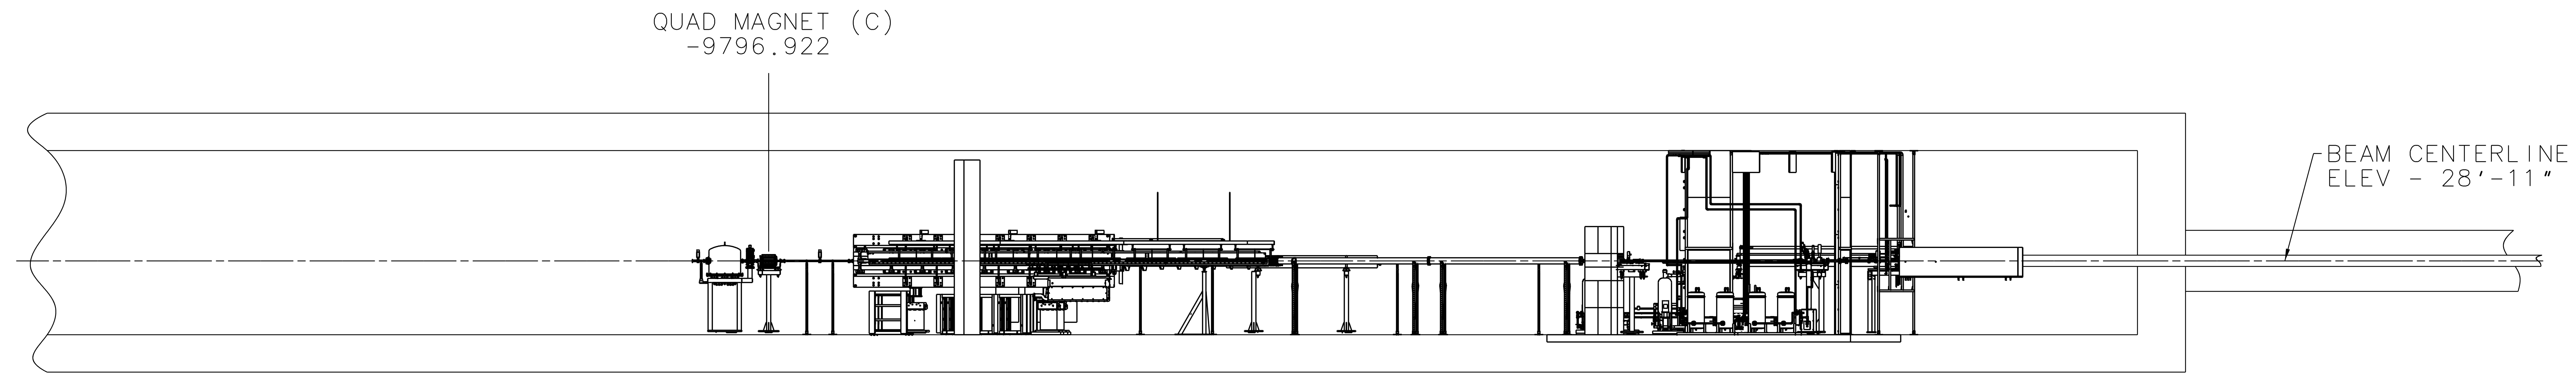 QUAD MAGNET (C)
-9796.922
BEAM CENTERLINE
ELEV - 28'-11"